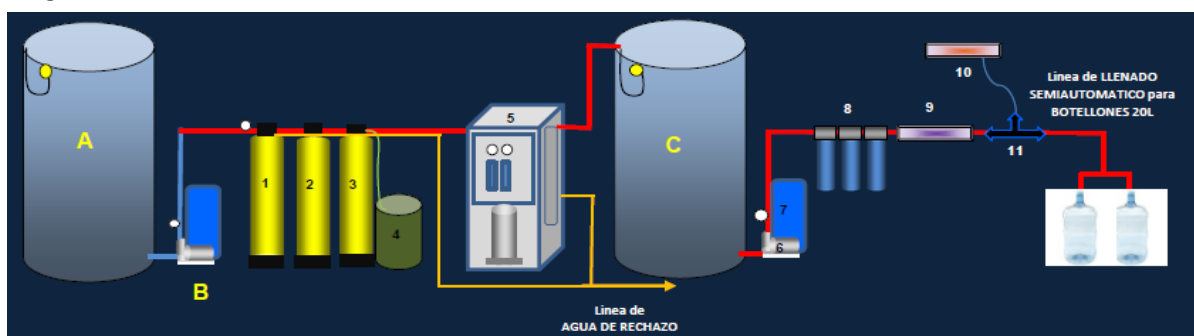 A
B
1
2
3
4
5
Linea de
AGUA DE RECHAZO
C
6
7
8
9
10
11
Linea de LLENADO
SEMIAUTOMATICO para
BOTELLONES 20L